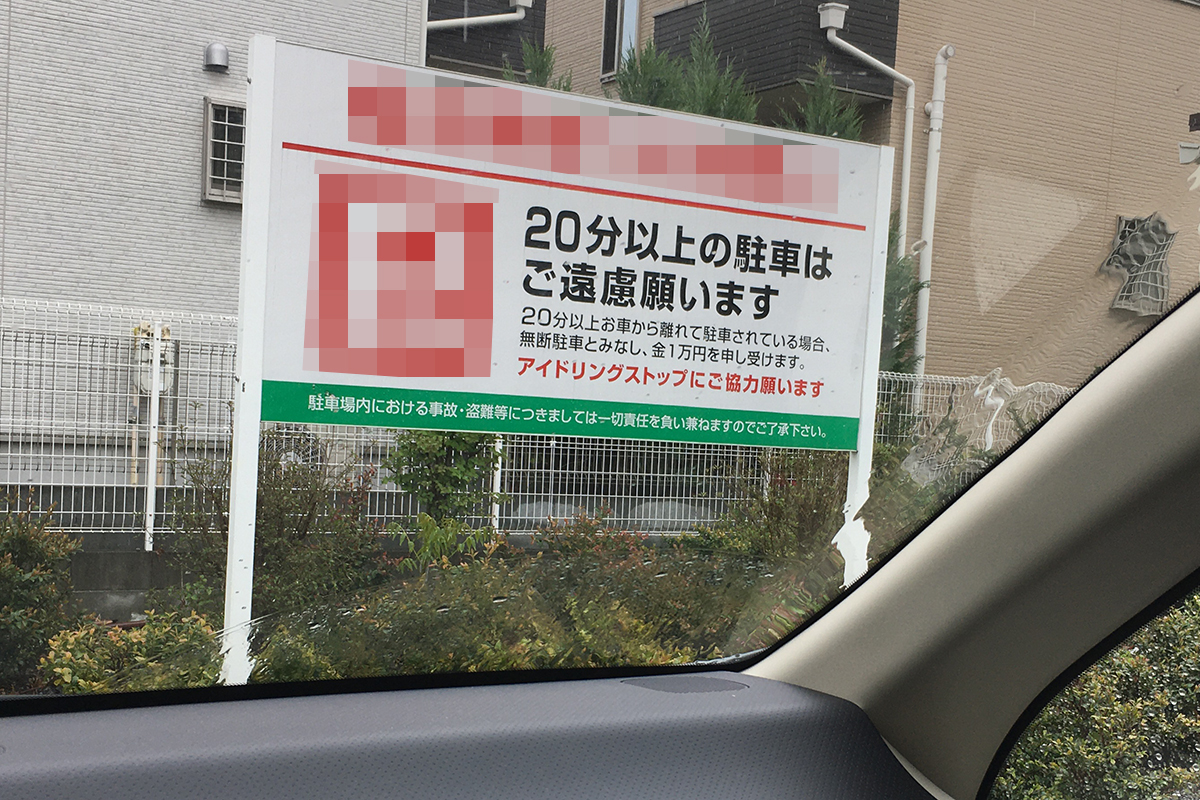 20分以上の駐車は
ご遠慮願います
20分以上お車から離れて駐車されている場合、
無断駐車とみなし、金1万円を申し受けます。
アイドリングストップにご協力願います
駐車場内における事故・盗難等につきましては一切責任を負い兼ねますのでご了承下さい。